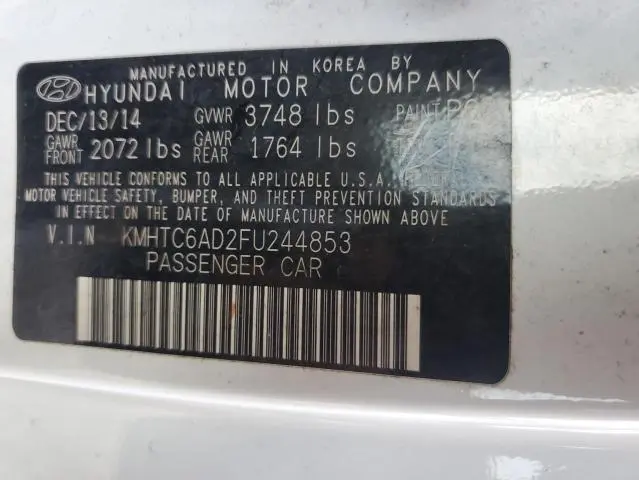 MANUFACTURED IN KOREA BY
HYUNDAI MOTOR COMPANY
DEC/13/14 GVWR 3748 lbs PAINT
GAWR FRONT 2072 lbs GAWR REAR 1764 lbs
THIS VEHICLE CONFORMS TO ALL APPLICABLE U.S.A. FEDERAL
MOTOR VEHICLE SAFETY, BUMPER, AND THEFT PREVENTION STANDARDS
IN EFFECT ON THE DATE OF MANUFACTURE SHOWN ABOVE
V.I.N KMHTC6AD2FU244853
PASSENGER CAR